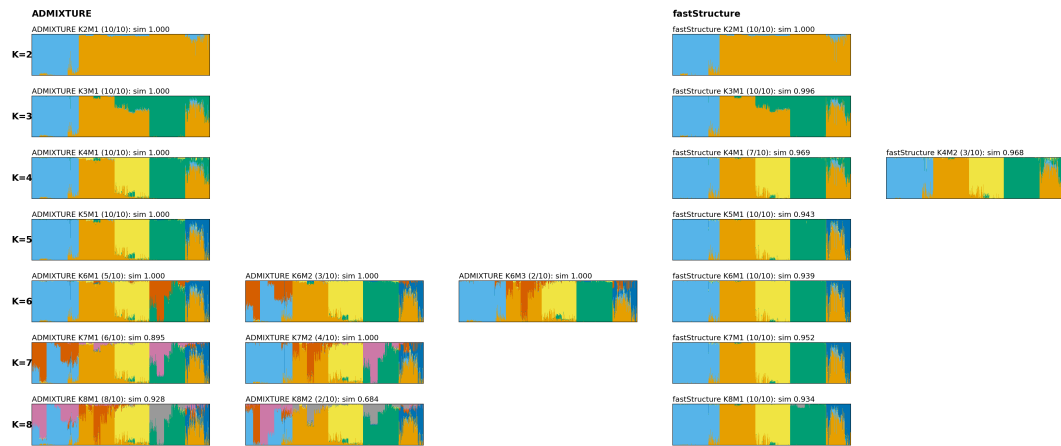 ADMIXTURE fastStructure
ADMIXTURE K2M1 (10/10): sim 1.000 fastStructure K2M1 (10/10): sim 1.000
K=2
ADMIXTURE K3M1 (10/10): sim 1.000 fastStructure K3M1 (10/10): sim 0.996
K=3
ADMIXTURE K4M1 (10/10): sim 1.000 fastStructure K4M1 (7/10): sim 0.969 fastStructure K4M2 (3/10): sim 0.968
K=4
ADMIXTURE K5M1 (10/10): sim 1.000 fastStructure K5M1 (10/10): sim 0.943
K=5
ADMIXTURE K6M1 (5/10): sim 1.000 ADMIXTURE K6M2 (3/10): sim 1.000 ADMIXTURE K6M3 (2/10): sim 1.000 fastStructure K6M1 (10/10): sim 0.939
K=6
ADMIXTURE K7M1 (6/10): sim 0.895 ADMIXTURE K7M2 (4/10): sim 1.000 fastStructure K7M1 (10/10): sim 0.952
K=7
ADMIXTURE K8M1 (8/10): sim 0.928 ADMIXTURE K8M2 (2/10): sim 0.684 fastStructure K8M1 (10/10): sim 0.934
K=8